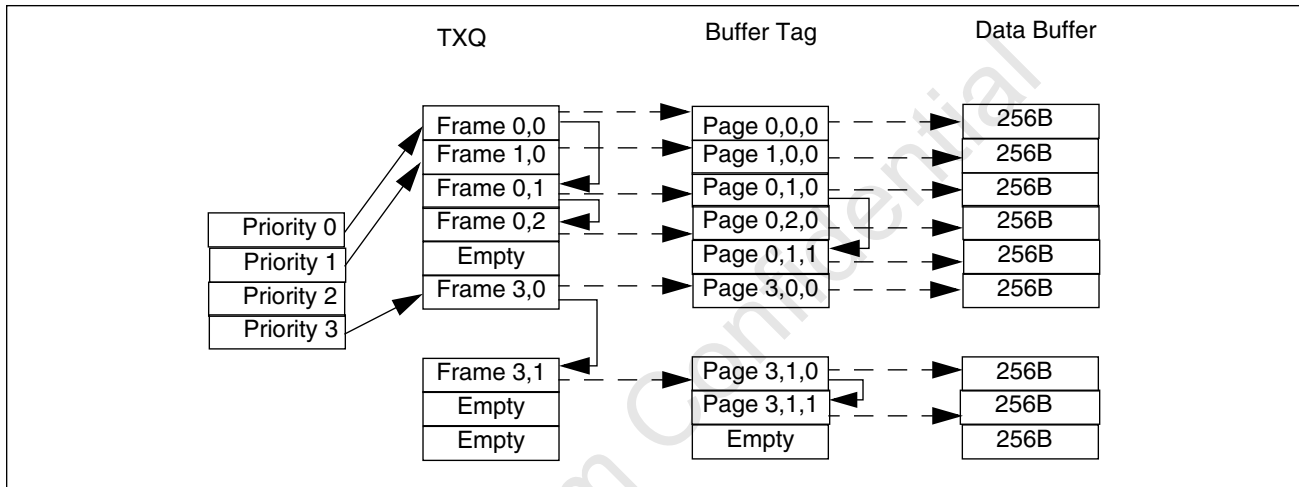 TXQ Buffer Tag Data Buffer
Frame 0,0 Page 0,0,0 256B
Frame 1,0 Page 1,0,0 256B
Frame 0,1 Page 0,1,0 256B
Priority 0 Frame 0,2 Page 0,2,0 256B
Priority 1 Empty Page 0,1,1 256B
Priority 2 Frame 3,0 Page 3,0,0 256B
Priority 3
Frame 3,1 Page 3,1,0 256B
Empty Page 3,1,1 256B
Empty Empty 256B
m Confidential